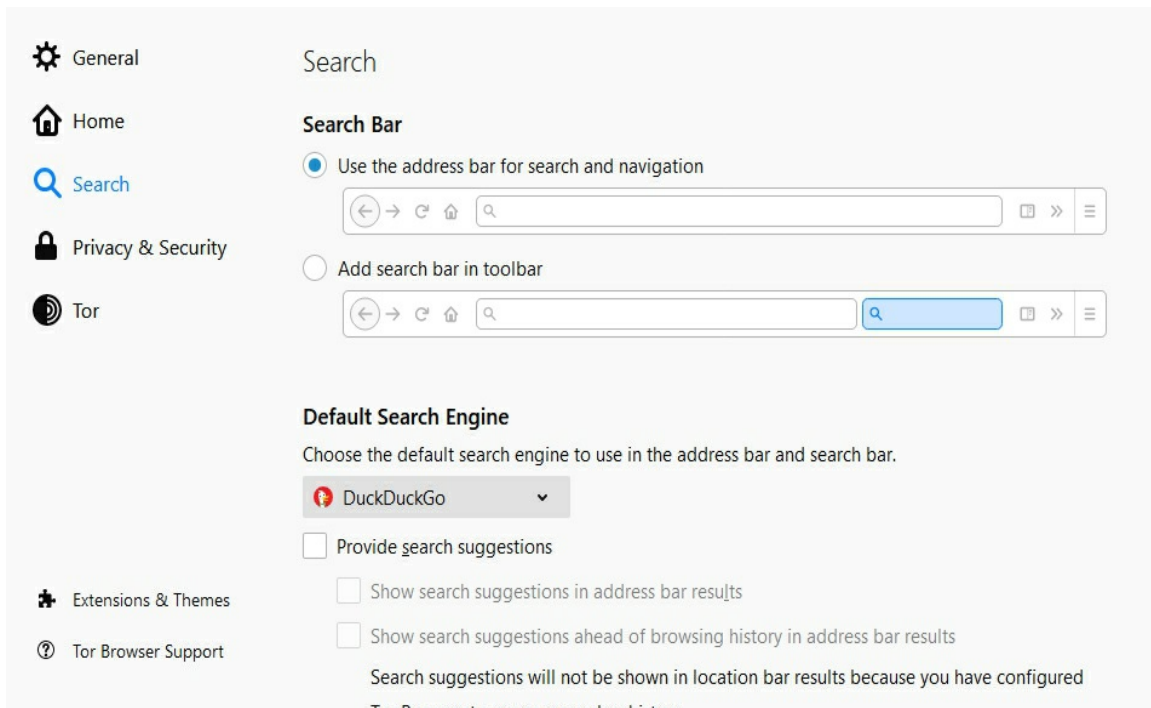 General
Home
Search
Privacy & Security
Tor
Extensions & Themes
Tor Browser Support
Search
Search Bar
Use the address bar for search and navigation
Add search bar in toolbar
Default Search Engine
Choose the default search engine to use in the address bar and search bar.
DuckDuckGo
Provide search suggestions
Show search suggestions in address bar results
Show search suggestions ahead of browsing history in address bar results
Search suggestions will not be shown in location bar results because you have configured